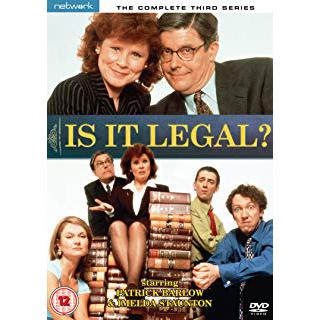 network
THE COMPLETE THIRD SERIES
IS IT LEGAL?
starring
PATRICK BARLOW
& IMELDA STAUNTON
12
DVD
VIDEO